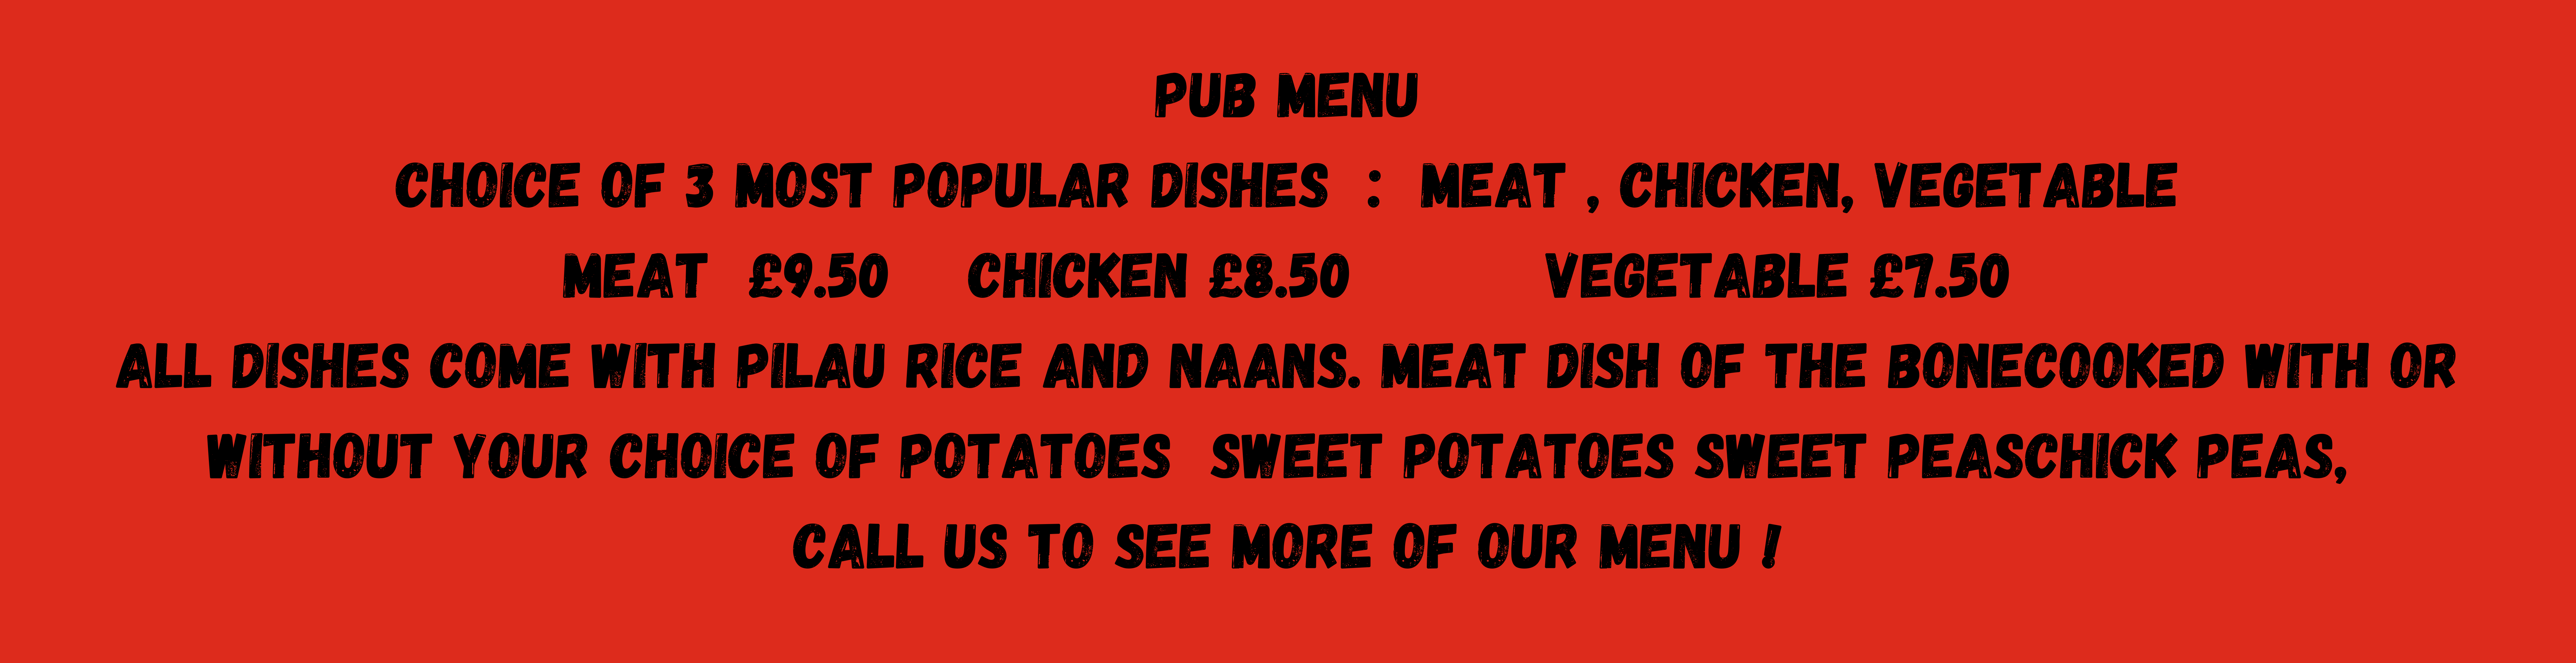 PUB MENU
CHOICE OF 3 MOST POPULAR DISHES : MEAT , CHICKEN, VEGETABLE
MEAT £9.50 CHICKEN £8.50 VEGETABLE £7.50
ALL DISHES COME WITH PILAU RICE AND NAANS. MEAT DISH OF THE BONECOOKED WITH OR
WITHOUT YOUR CHOICE OF POTATOES SWEET POTATOES SWEET PEASCHICK PEAS,
CALL US TO SEE MORE OF OUR MENU !